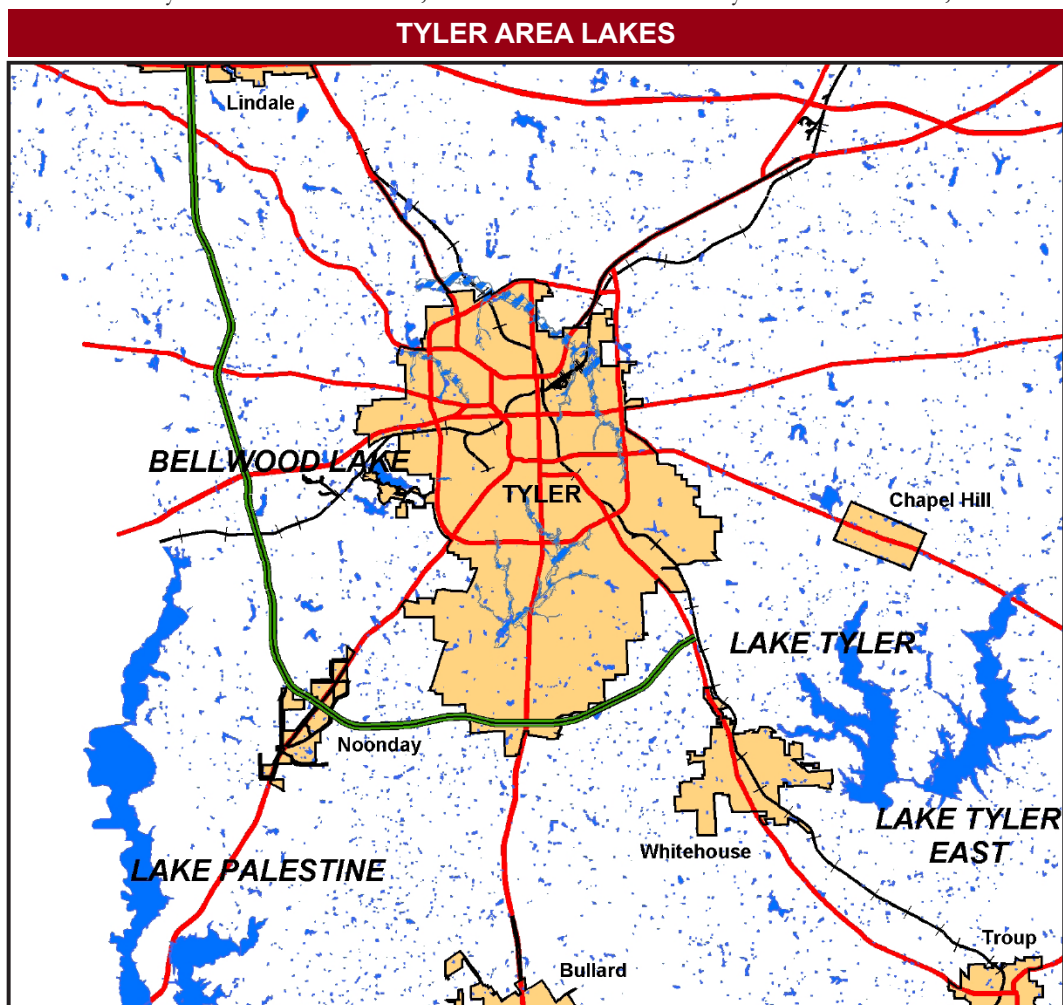 TYLER AREA LAKES
Lindale
BELLWOOD LAKE
TYLER
Chapel Hill
LAKE TYLER
Noonday
LAKE TYLER
EAST
Whitehouse
LAKE PALESTINE
Troup
Bullard